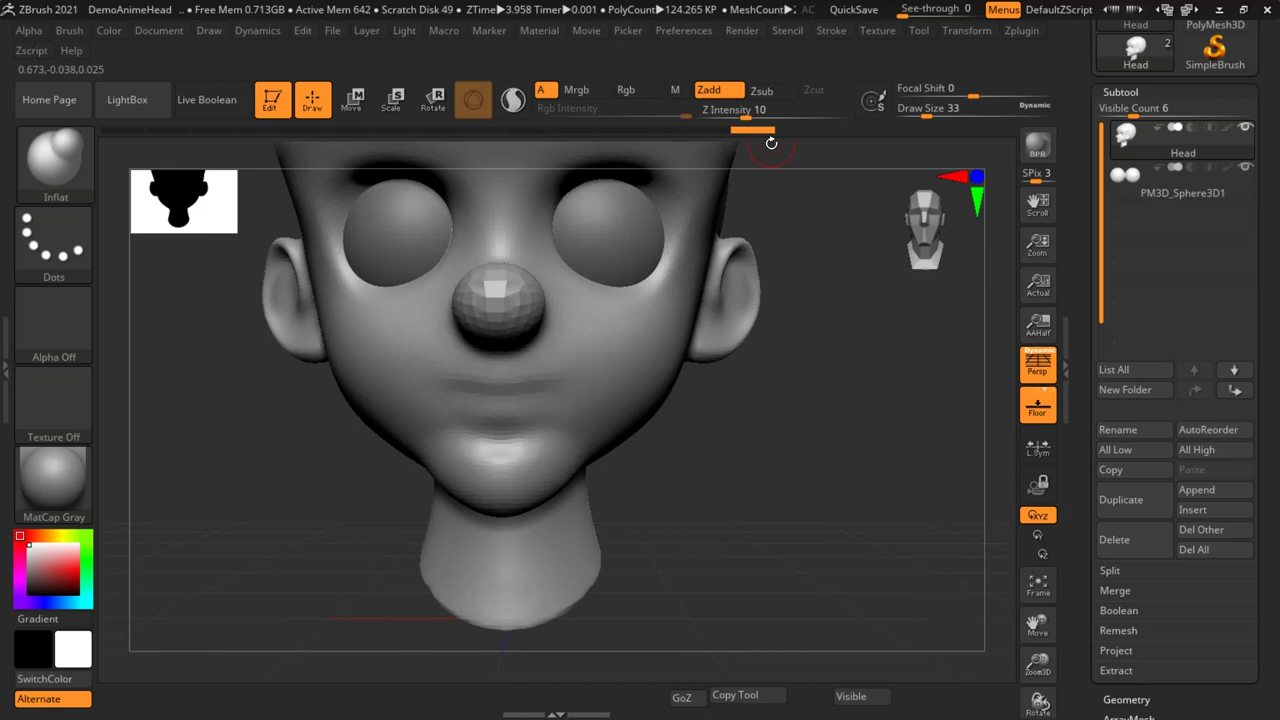 ZBrush 2021 DemoAnimeHead • Free Mem 0.713GB • Active Mem 642 • Scratch Disk 49 • ZTime▸3.958 Timer▸0.001 • PolyCount▸124.265 KP • MeshCount▸ AC QuickSave See-through 0 Menus DefaultZScript
Alpha Brush Color Document Draw Dynamics Edit File Layer Light Macro Marker Material Movie Picker Preferences Render Stencil Stroke Texture Tool Transform Zplugin
Zscript Help
0.673,-0.038,0.025
Home Page LightBox Live Boolean
Edit Draw Move Scale Rotate
A Mrgb Rgb M Zadd Zsub Zcut
Rgb Intensity Z Intensity 10
Focal Shift 0
Draw Size 33 Dynamic
Inflat
Dots
Alpha Off
Texture Off
MatCap Gray
Gradient
SwitchColor
Alternate
BPR
SPix 3
Scroll
Zoom
Actual
AAHalf
Dynamic
Persp
Floor
L.Sym
XYZ
Frame
Move
Zoom3D
Rotate
GoZ Copy Tool Visible
Head PolyMesh3D
2
Head SimpleBrush
Subtool
Visible Count 6
Head
PM3D_Sphere3D1
List All
New Folder
Rename AutoReorder
All Low All High
Copy Paste
Duplicate Append
Insert
Delete Del Other
Del All
Split
Merge
Boolean
Remesh
Project
Extract
Geometry
ArrayMesh